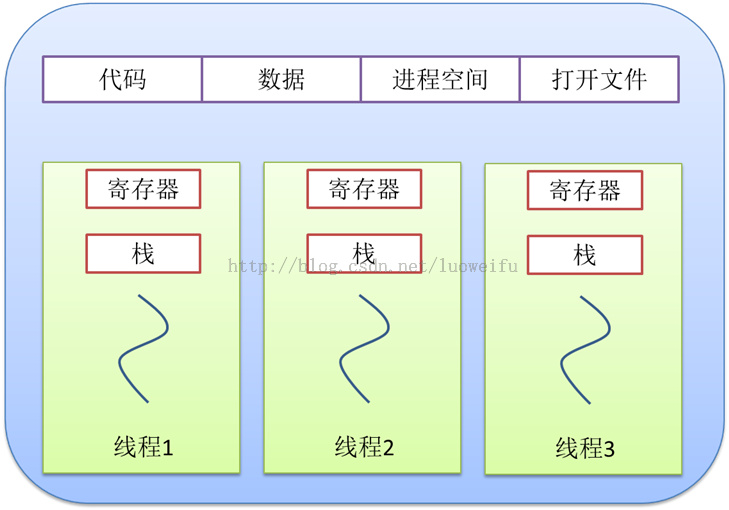 代码 数据 进程空间 打开文件
寄存器 寄存器 寄存器
栈 栈 栈
http://blog.csdn.net/luoweifu
线程1 线程2 线程3